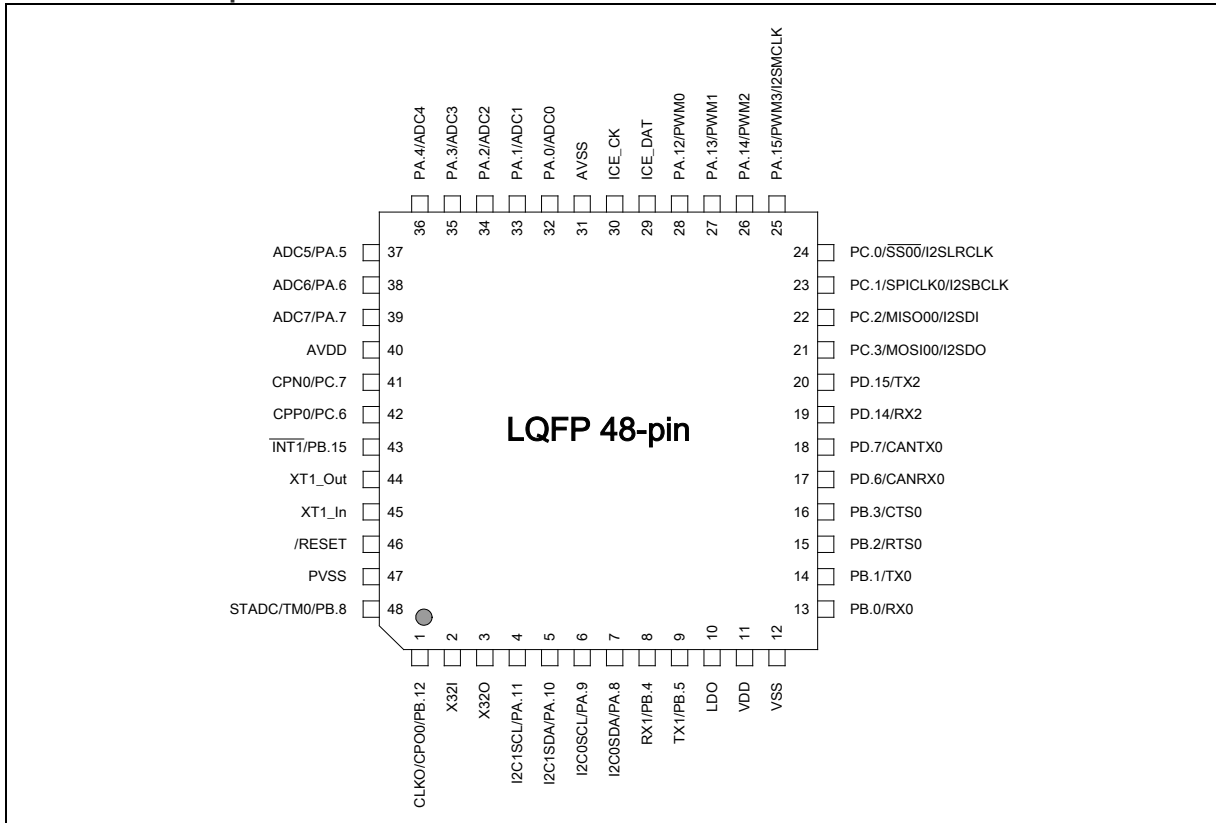 PA.4/ADC4
PA.3/ADC3
PA.2/ADC2
PA.1/ADC1
PA.0/ADC0
AVSS
ICE_CK
ICE_DAT
PA.12/PWM0
PA.13/PWM1
PA.14/PWM2
PA.15/PWM3/I2SMCLK
36
35
34
33
32
31
30
29
28
27
26
25
ADC5/PA.5 37
ADC6/PA.6 38
ADC7/PA.7 39
AVDD 40
CPN0/PC.7 41
CPP0/PC.6 42
INT1/PB.15 43
XT1_Out 44
XT1_In 45
/RESET 46
PVSS 47
STADC/TM0/PB.8 48
LQFP 48-pin
24 PC.0/SS00/I2SLRCLK
23 PC.1/SPICLK0/I2SBCLK
22 PC.2/MISO00/I2SDI
21 PC.3/MOSI00/I2SDO
20 PD.15/TX2
19 PD.14/RX2
18 PD.7/CANTX0
17 PD.6/CANRX0
16 PB.3/CTS0
15 PB.2/RTS0
14 PB.1/TX0
13 PB.0/RX0
1
2
3
4
5
6
7
8
9
10
11
12
CLKO/CPO0/PB.12
X32I
X32O
I2C1SCL/PA.11
I2C1SDA/PA.10
I2C0SCL/PA.9
I2C0SDA/PA.8
RX1/PB.4
TX1/PB.5
LDO
VDD
VSS